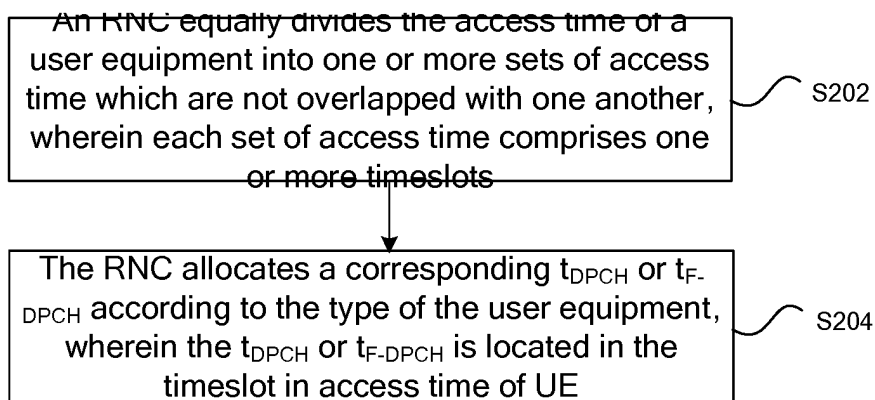 An RNC equally divides the access time of a
user equipment into one or more sets of access
time which are not overlapped with one another,
wherein each set of access time comprises one
or more timeslots
S202
The RNC allocates a corresponding tDPCH or tF-
DPCH according to the type of the user equipment,
wherein the tDPCH or tF-DPCH is located in the
timeslot in access time of UE
S204